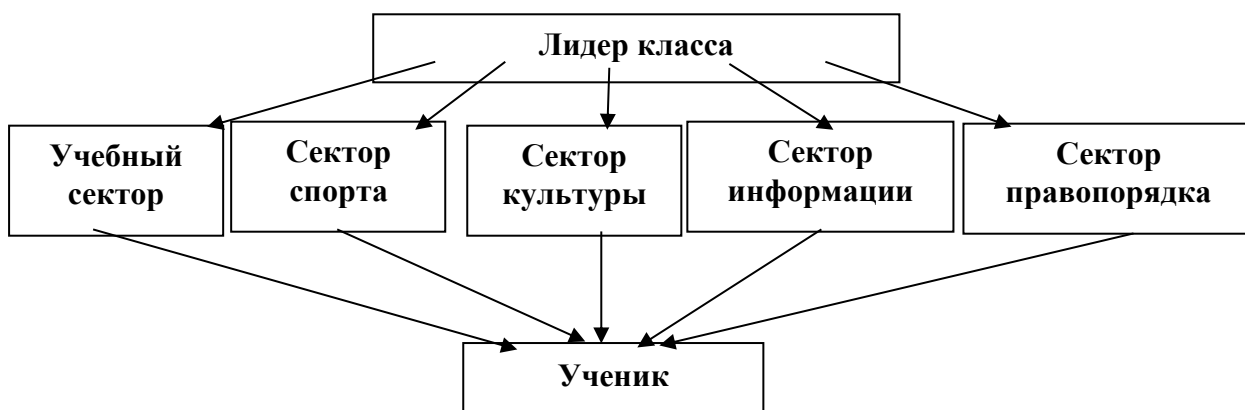 Лидер класса
Учебный
сектор
Сектор
спорта
Сектор
культуры
Сектор
информации
Сектор
правопорядка
Ученик